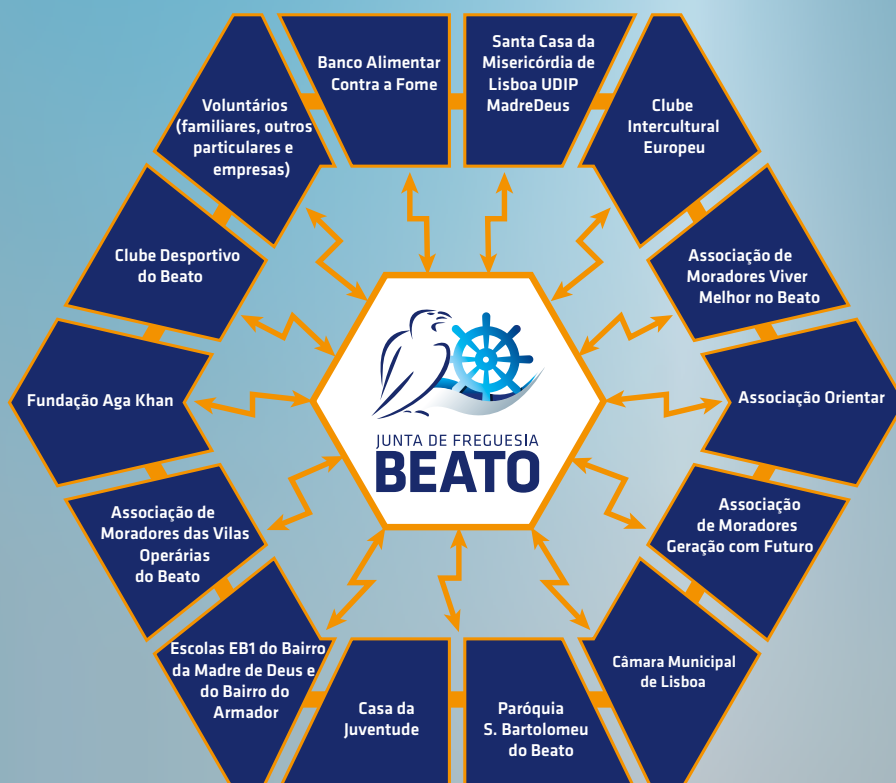 Banco Alimentar
Contra a Fome
Santa Casa da
Misericórdia de
Lisboa UDIP
MadreDeus
Voluntários
(familiares, outros
particulares e
empresas)
Clube
Intercultural
Europeu
Clube Desportivo
do Beato
Associação de
Moradores Viver
Melhor no Beato
Fundação Aga Khan
JUNTA DE FREGUESIA
BEATO
Associação Orientar
Associação de
Moradores das Vilas
Operárias
do Beato
Associação
de Moradores
Geração com Futuro
Escolas EB1 do Bairro
da Madre de Deus e
do Bairro do
Armador
Casa da
Juventude
Paróquia
S. Bartolomeu
do Beato
Câmara Municipal
de Lisboa